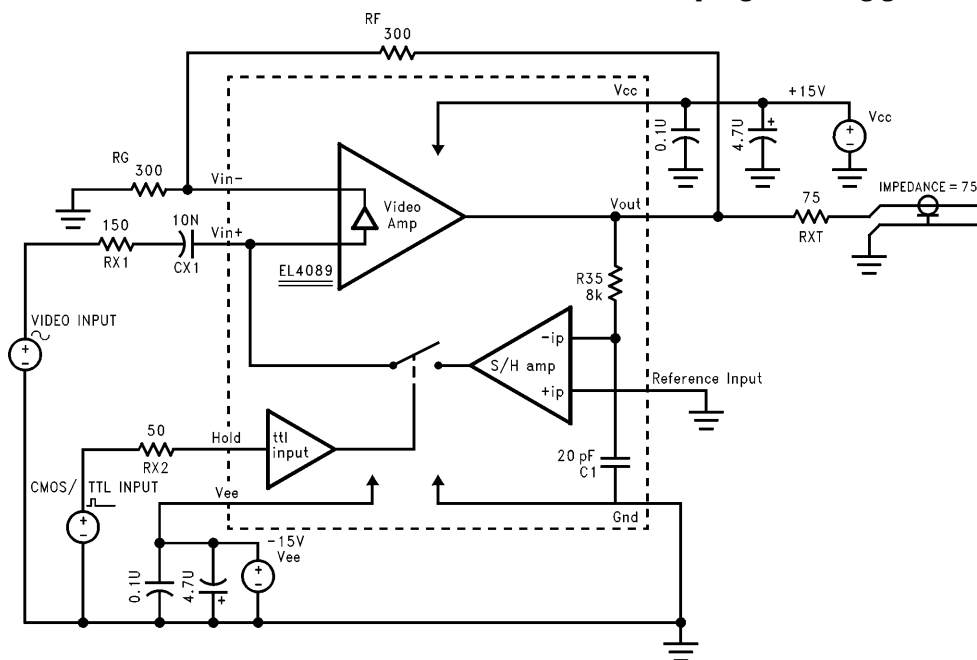 RF
300
Vcc
+15V
0.1U
4.7U
+
Vcc
+
−
RG
300
Vin−
Video
Amp
Vout
75
RXT
IMPEDANCE = 75
150
RX1
10N
CX1
Vin+
EL4089
R35
8k
VIDEO INPUT
+
−
−ip
S/H amp
+ip
Reference Input
50
RX2
Hold
ttl
input
20 pF
C1
CMOS/ TTL INPUT
+
−
Vee
Gnd
−15V
Vee
0.1U
4.7U
+
+
−